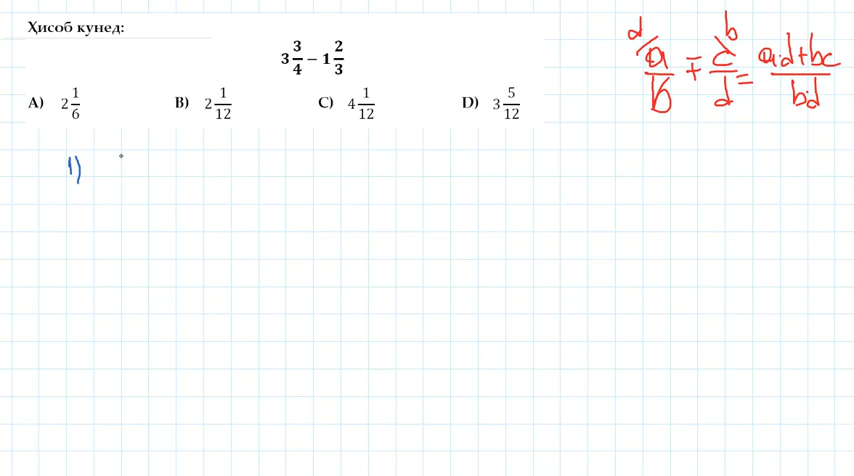 Ҳисоб кунед:
3 3/4 − 1 2/3
A) 2 1/6 B) 2 1/12 C) 4 1/12 D) 3 5/12
d/ a/b ∓ b\ c/d = a·d+bc/b·d
1)